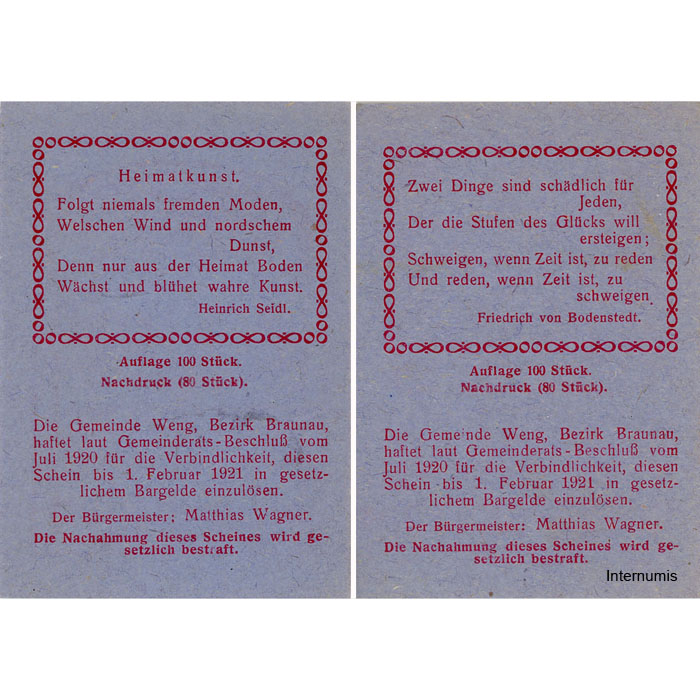 Heimatkunst.
Folgt niemals fremden Moden,
Welschen Wind und nordschem
Dunst,
Denn nur aus der Heimat Boden
Wächst und blühet wahre Kunst.
Heinrich Seidl.
Auflage 100 Stück.
Nachdruck (80 Stück).
Die Gemeinde Weng, Bezirk Braunau,
haftet laut Gemeinderats-Beschluß vom
Juli 1920 für die Verbindlichkeit, diesen
Schein bis 1. Februar 1921 in gesetz-
lichem Bargelde einzulösen.
Der Bürgermeister: Matthias Wagner.
Die Nachahmung dieses Scheines wird ge-
setzlich bestraft.
Zwei Dinge sind schädlich für
Jeden,
Der die Stufen des Glücks will
ersteigen;
Schweigen, wenn Zeit ist, zu reden
Und reden, wenn Zeit ist, zu
schweigen
Friedrich von Bodenstedt.
Auflage 100 Stück.
Nachdruck (80 Stück).
Die Gemeinde Weng, Bezirk Braunau,
haftet laut Gemeinderats-Beschluß vom
Juli 1920 für die Verbindlichkeit, diesen
Schein bis 1. Februar 1921 in gesetz-
lichem Bargelde einzulösen.
Der Bürgermeister: Matthias Wagner.
Die Nachahmung dieses Scheines wird ge-
setzlich bestraft.
Internumis